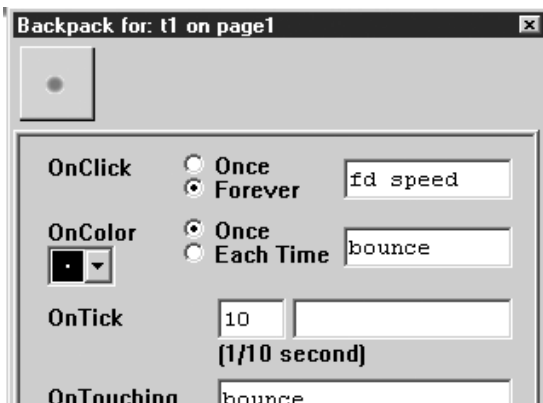 Backpack for: t1 on page1
OnClick Once
Forever fd speed
OnColor Once
Each Time bounce
OnTick 10
(1/10 second)
OnTouching bounce